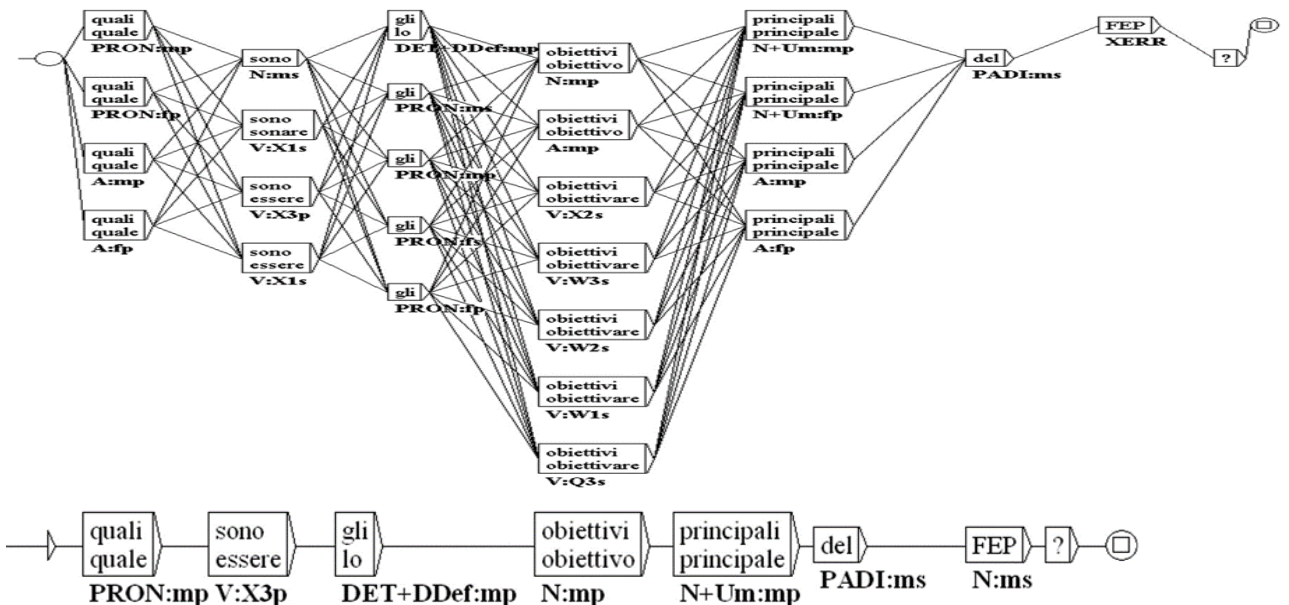 quali
quale
PRON:mp
quali
quale
PRON:fp
quali
quale
A:mp
quali
quale
A:fp
sono
N:ms
sono
sonare
V:X1s
sono
essere
V:X3p
sono
essere
V:X1s
gli
lo
DET+DDef:mp
gli
PRON:ms
gli
PRON:mp
gli
PRON:fs
gli
PRON:fp
obiettivi
obiettivo
N:mp
obiettivi
obiettivo
A:mp
obiettivi
obiettivare
V:X2s
obiettivi
obiettivare
V:W3s
obiettivi
obiettivare
V:W2s
obiettivi
obiettivare
V:W1s
obiettivi
obiettivare
V:Q3s
principali
principale
N+Um:mp
principali
principale
N+Um:fp
principali
principale
A:mp
principali
principale
A:fp
del
PADI:ms
FEP
XERR
?
quali
quale
PRON:mp
sono
essere
V:X3p
gli
lo
DET+DDef:mp
obiettivi
obiettivo
N:mp
principali
principale
N+Um:mp
del
PADI:ms
FEP
N:ms
?